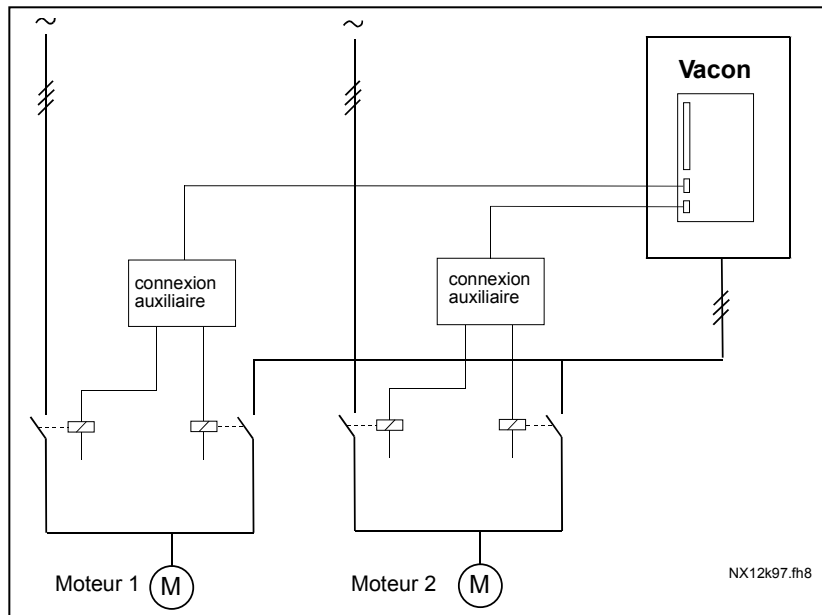 Vacon
connexion
auxiliaire
connexion
auxiliaire
Moteur 1
M
Moteur 2
M
NX12k97.fh8